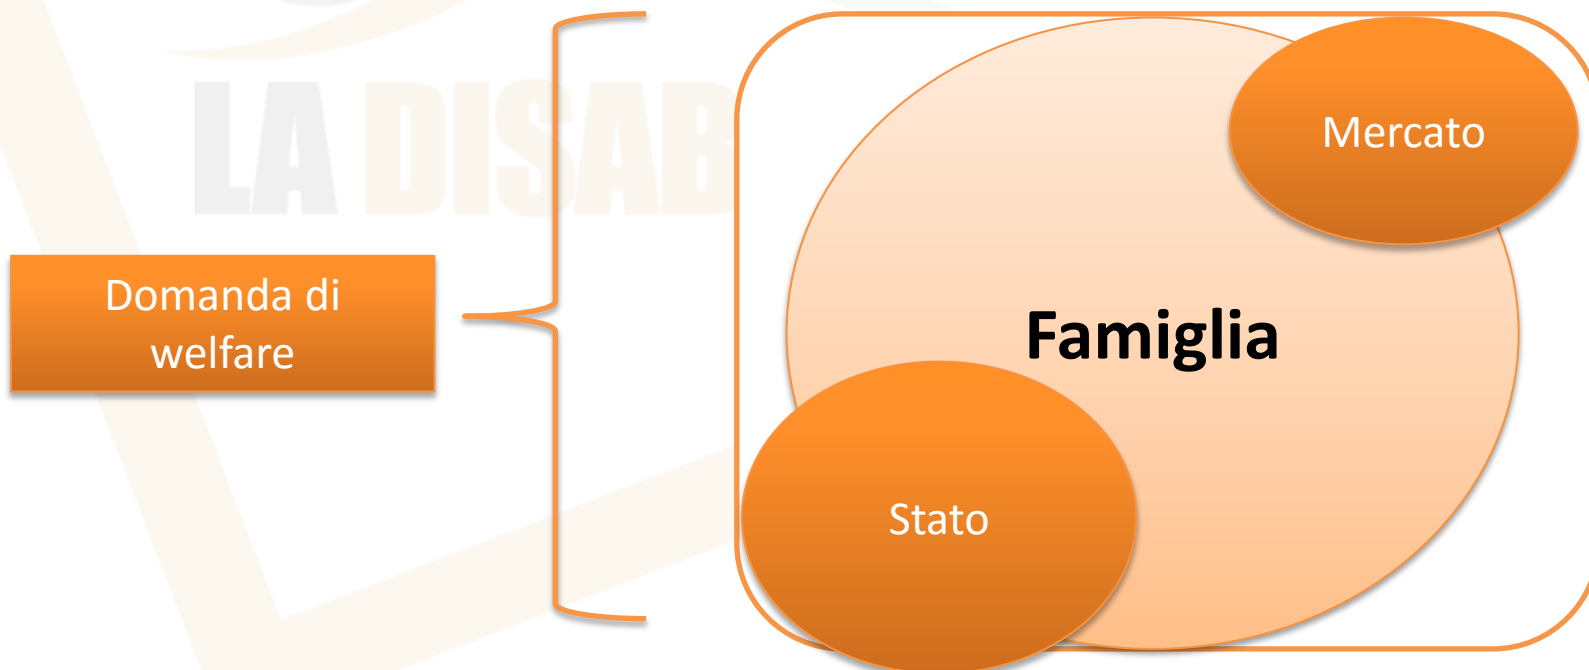 LA DISAB
Mercato
Domanda di
welfare
Famiglia
Stato